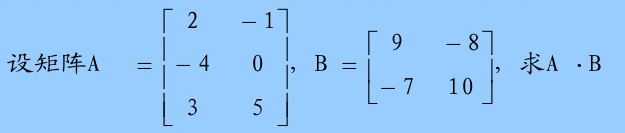 设矩阵A = [2 -1
-4 0
3 5], B = [9 -8
-7 10], 求A ·B